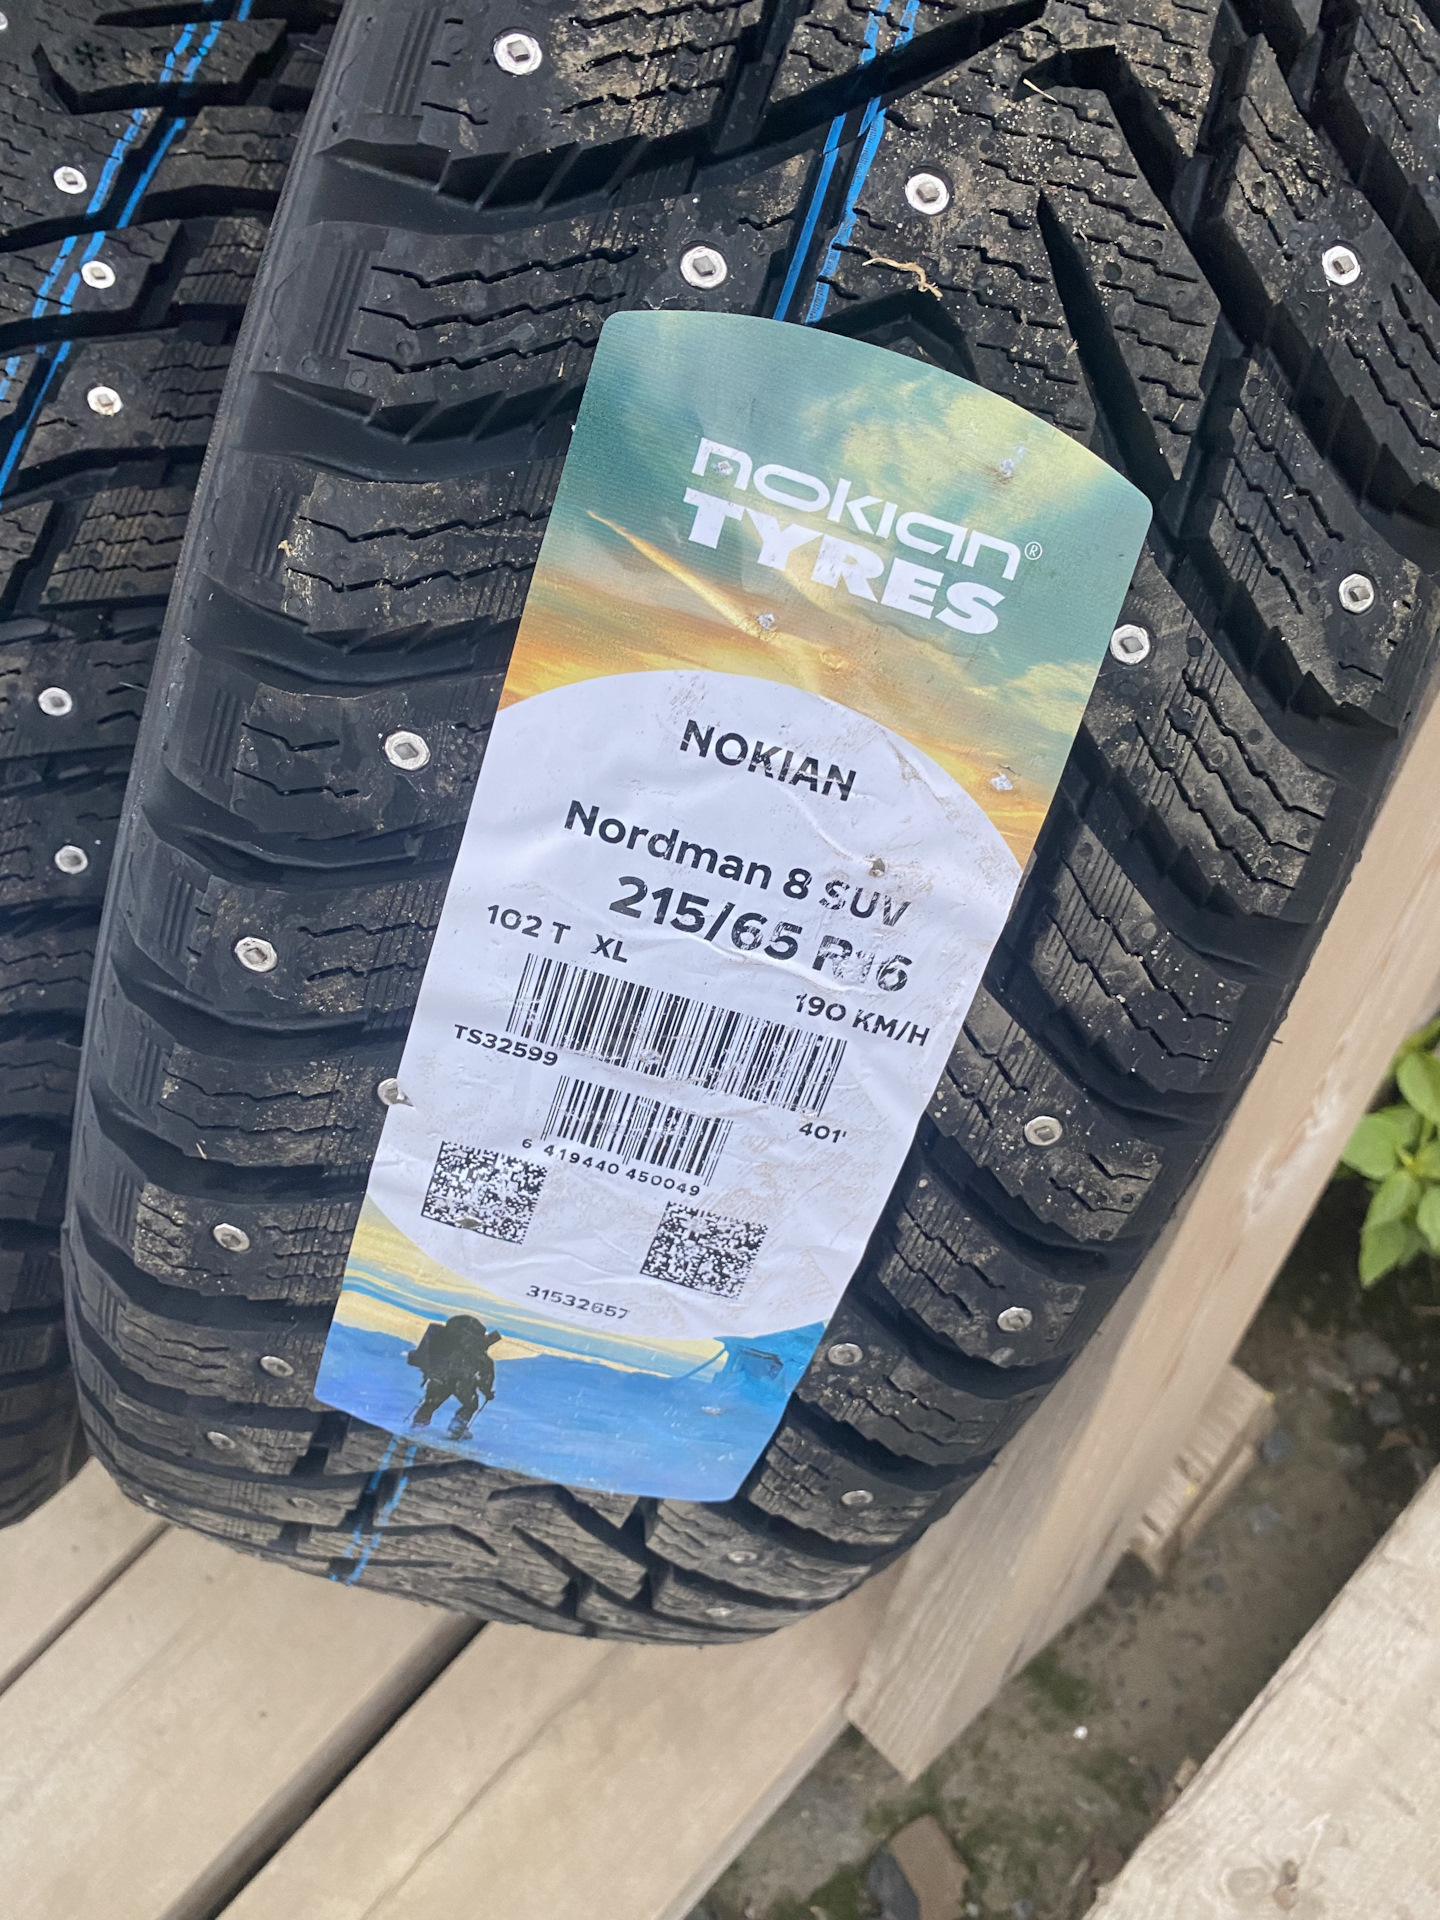 nokian®
TYRES
NOKIAN
Nordman 8 SUV
215/65 R16
102 T XL
190 KM/H
TS32599
401'
6 419440 450049
31532657